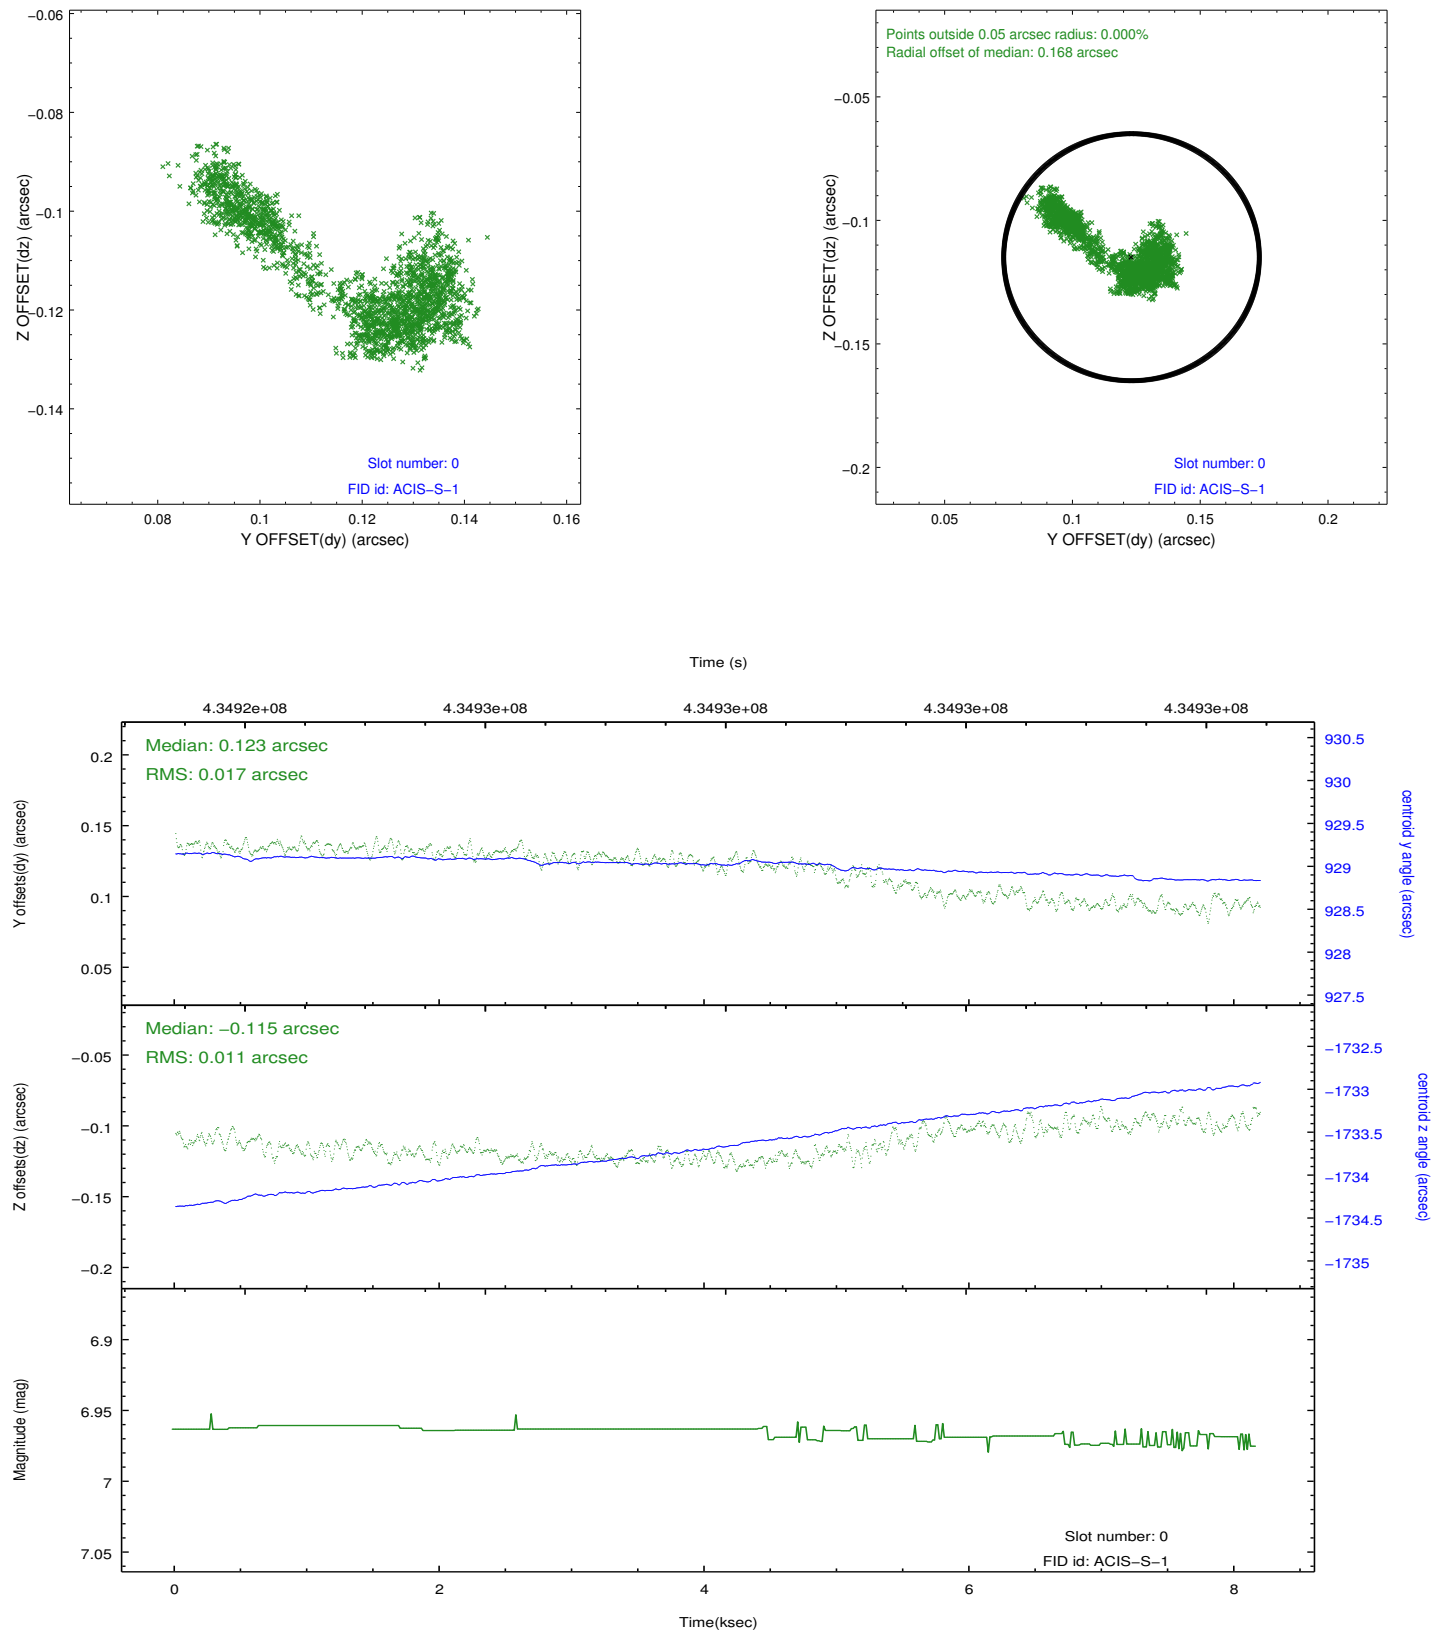 −0.06
−0.08
−0.1
−0.12
−0.14
Z OFFSET(dz) (arcsec)
Slot number: 0
FID id: ACIS−S−1
0.08 0.1 0.12 0.14 0.16
Y OFFSET(dy) (arcsec)
Points outside 0.05 arcsec radius: 0.000%
Radial offset of median: 0.168 arcsec
−0.05
−0.1
−0.15
−0.2
Z OFFSET(dz) (arcsec)
Slot number: 0
FID id: ACIS−S−1
0.05 0.1 0.15 0.2
Y OFFSET(dy) (arcsec)
Time (s)
4.3492e+08 4.3493e+08 4.3493e+08 4.3493e+08 4.3493e+08
Median: 0.123 arcsec
RMS: 0.017 arcsec
0.2
0.15
0.1
0.05
Y offsets(dy) (arcsec)
930.5
930
929.5
929
928.5
928
927.5
centroid y angle (arcsec)
Median: −0.115 arcsec
RMS: 0.011 arcsec
−0.05
−0.1
−0.15
−0.2
Z offsets(dz) (arcsec)
−1732.5
−1733
−1733.5
−1734
−1734.5
−1735
centroid z angle (arcsec)
6.9
6.95
7
7.05
Magnitude (mag)
Slot number: 0
FID id: ACIS−S−1
0 2 4 6 8
Time(ksec)